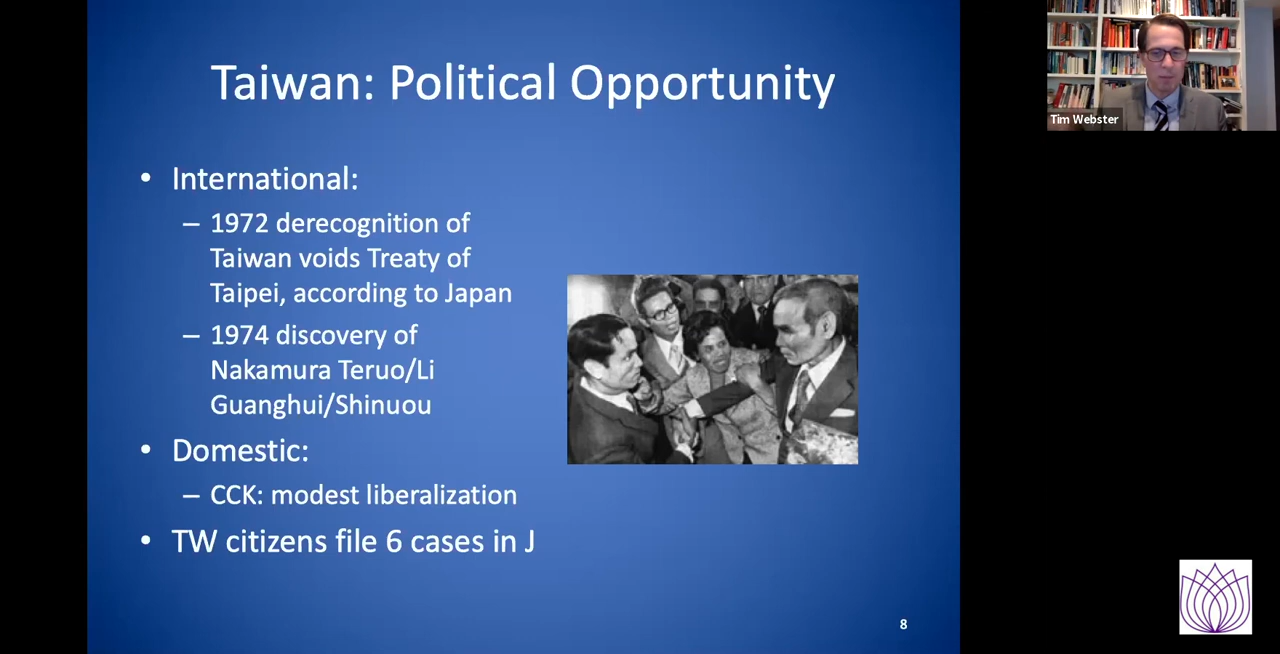 Taiwan: Political Opportunity
• International:
– 1972 derecognition of
Taiwan voids Treaty of
Taipei, according to Japan
– 1974 discovery of
Nakamura Teruo/Li
Guanghui/Shinuou
• Domestic:
– CCK: modest liberalization
• TW citizens file 6 cases in J
8
Tim Webster